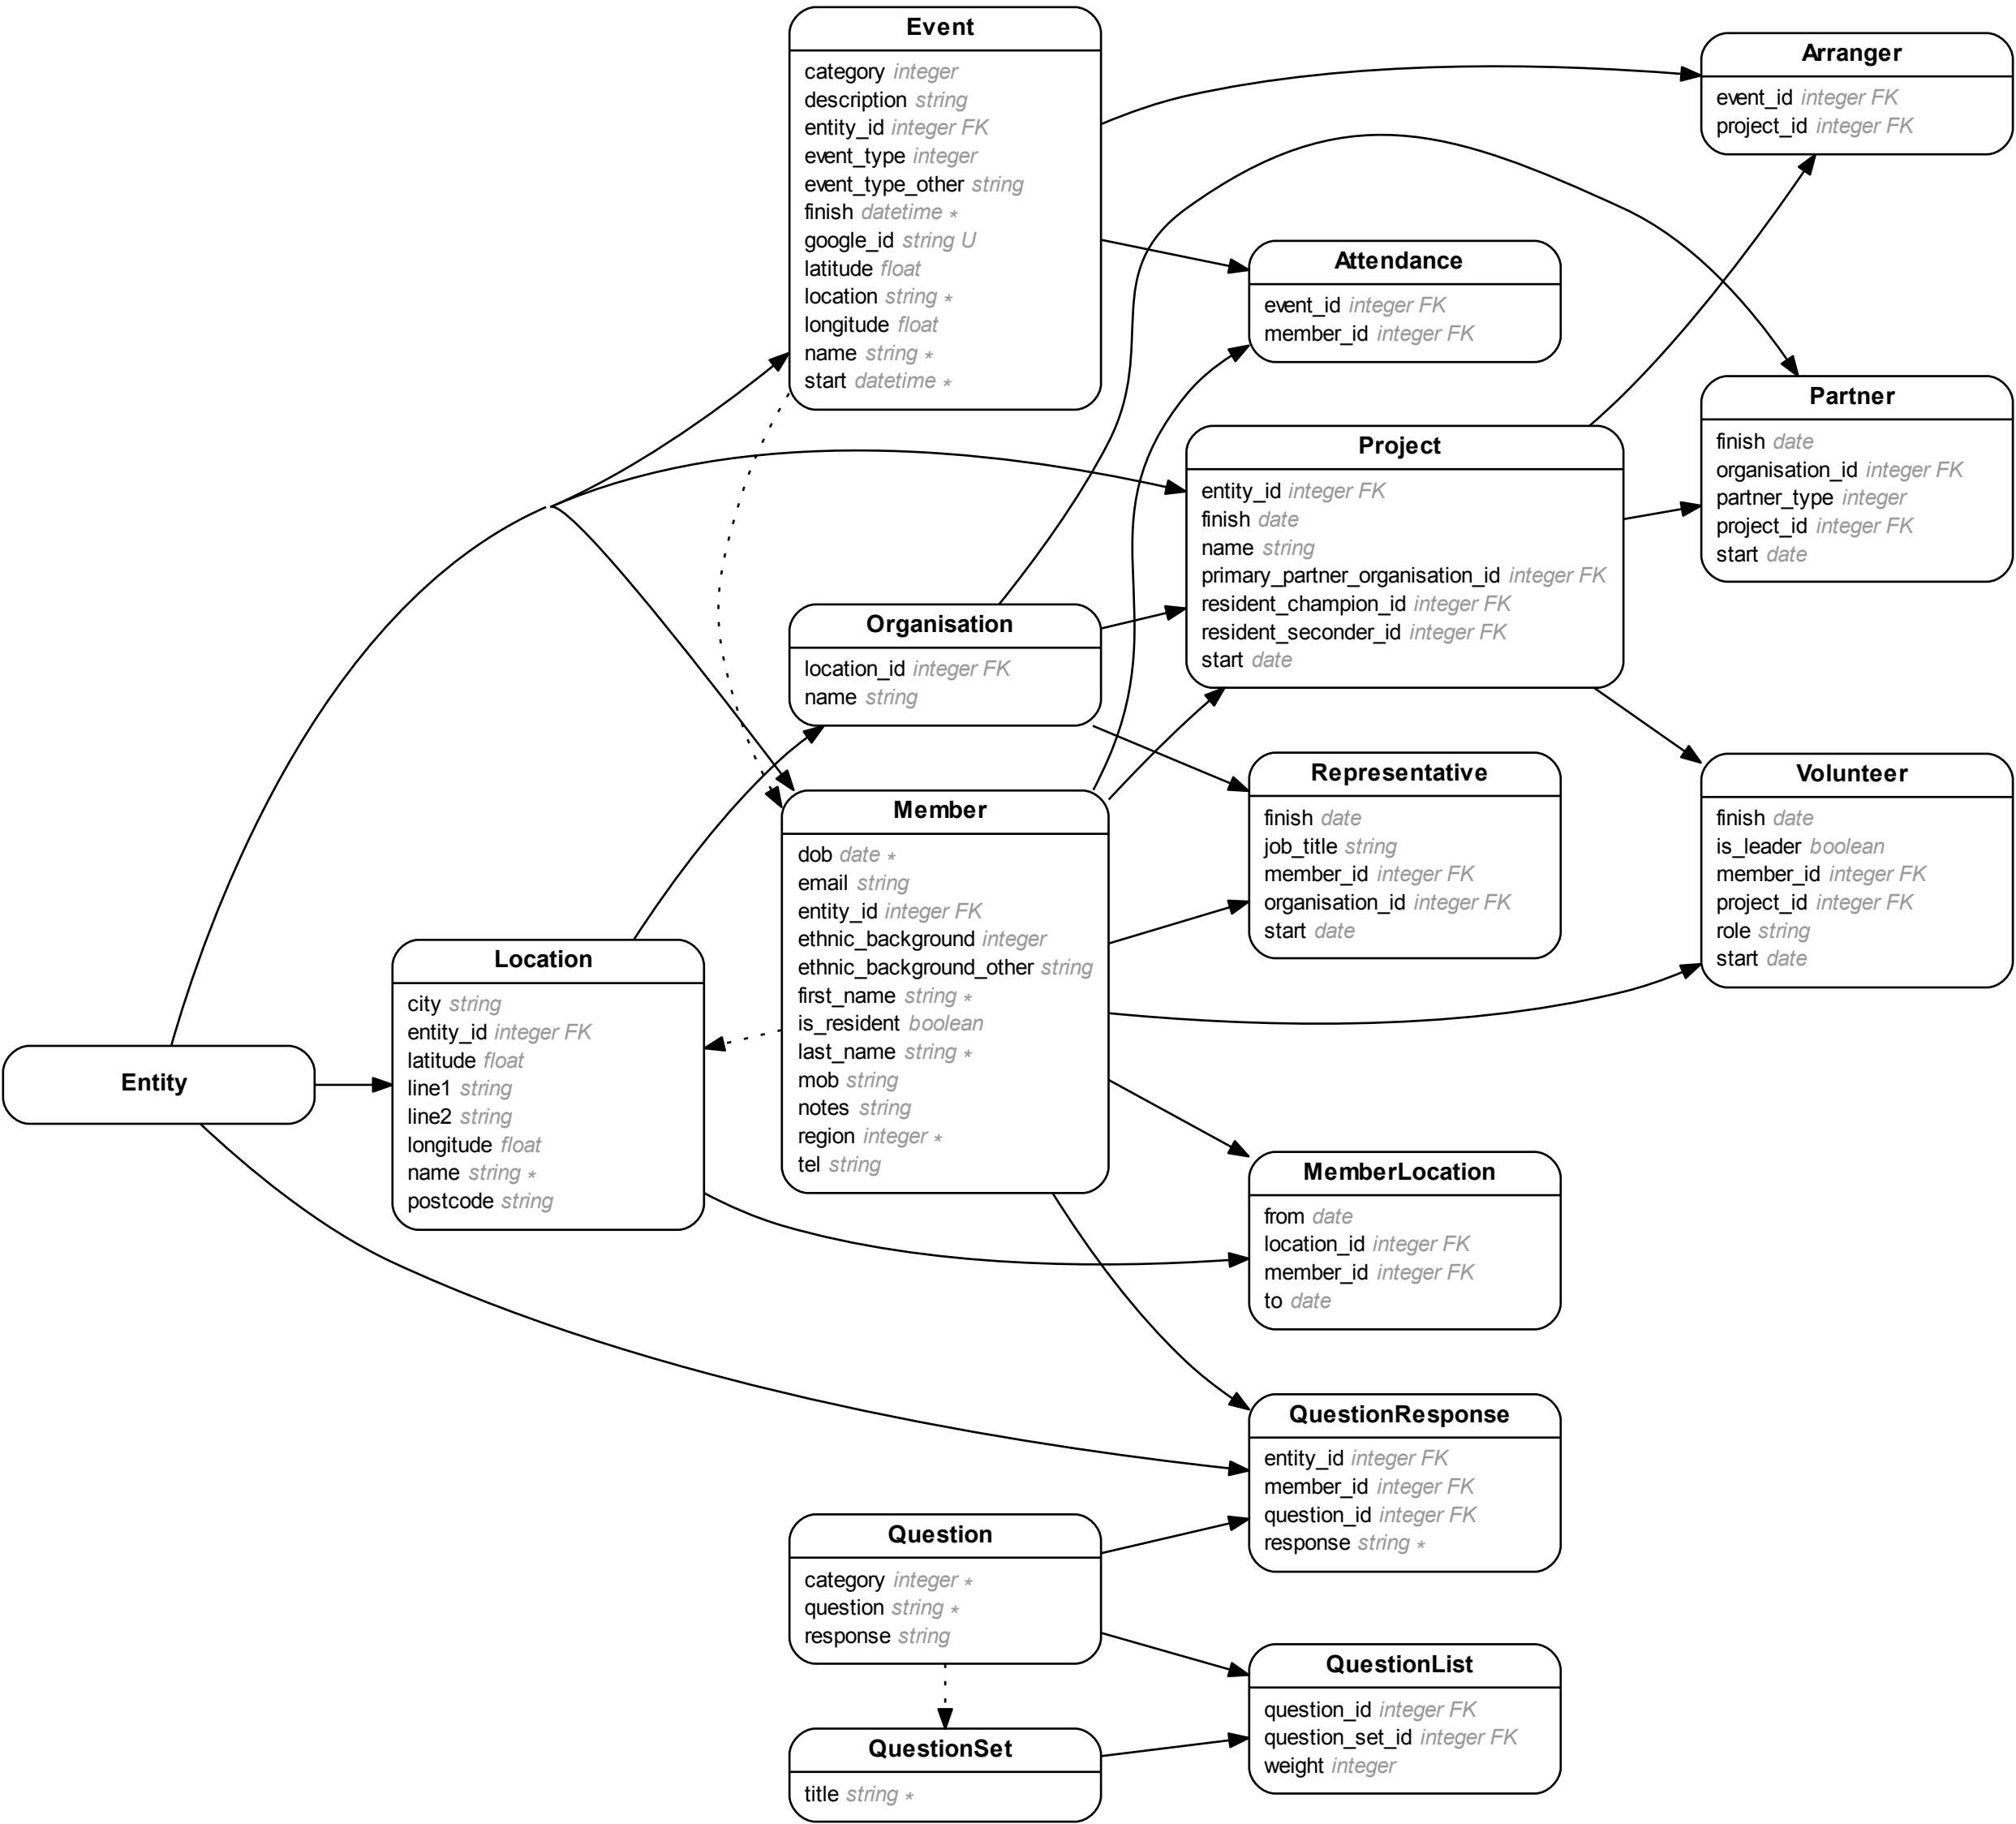 Event
category integer
description string
entity_id integer FK
event_type integer
event_type_other string
finish datetime *
google_id string U
latitude float
location string *
longitude float
name string *
start datetime *
Arranger
event_id integer FK
project_id integer FK
Attendance
event_id integer FK
member_id integer FK
Partner
finish date
organisation_id integer FK
partner_type integer
project_id integer FK
start date
Project
entity_id integer FK
finish date
name string
primary_partner_organisation_id integer FK
resident_champion_id integer FK
resident_seconder_id integer FK
start date
Organisation
location_id integer FK
name string
Representative
finish date
job_title string
member_id integer FK
organisation_id integer FK
start date
Volunteer
finish date
is_leader boolean
member_id integer FK
project_id integer FK
role string
start date
Member
dob date *
email string
entity_id integer FK
ethnic_background integer
ethnic_background_other string
first_name string *
is_resident boolean
last_name string *
mob string
notes string
region integer *
tel string
Location
city string
entity_id integer FK
latitude float
line1 string
line2 string
longitude float
name string *
postcode string
Entity
MemberLocation
from date
location_id integer FK
member_id integer FK
to date
QuestionResponse
entity_id integer FK
member_id integer FK
question_id integer FK
response string *
Question
category integer *
question string *
response string
QuestionList
question_id integer FK
question_set_id integer FK
weight integer
QuestionSet
title string *